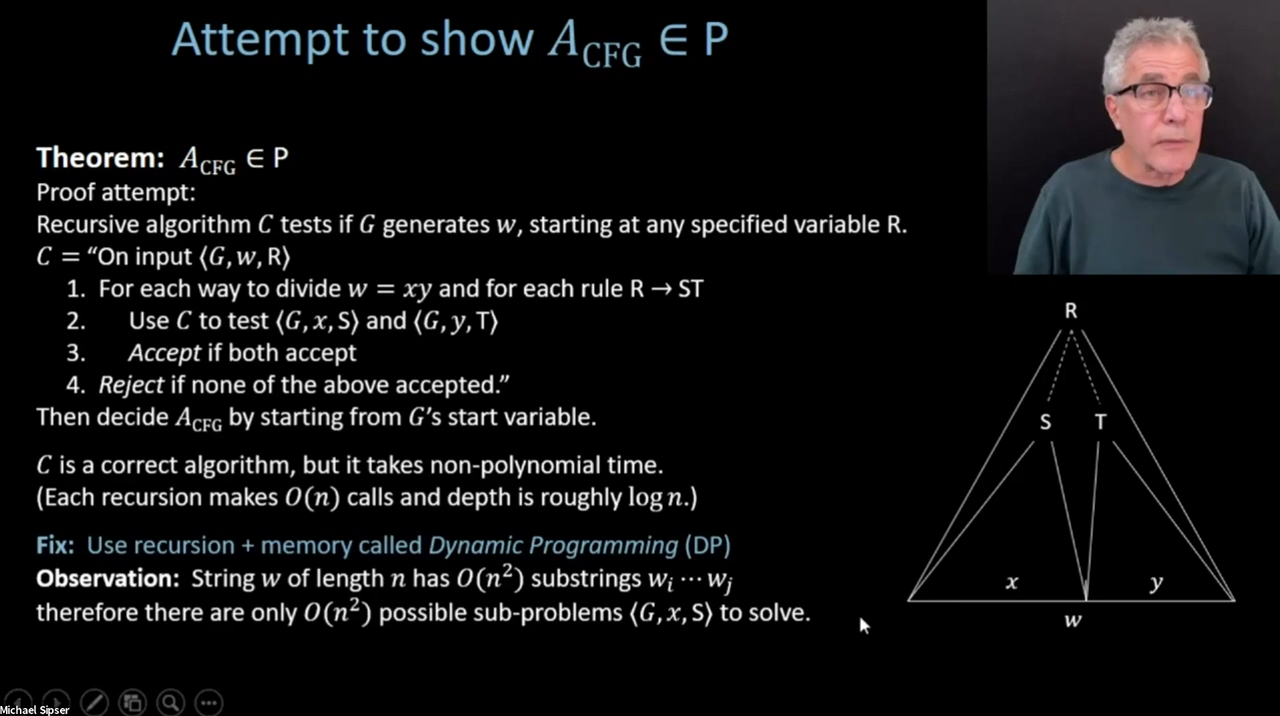 Attempt to show A_CFG ∈ P
Theorem: A_CFG ∈ P
Proof attempt:
Recursive algorithm C tests if G generates w, starting at any specified variable R.
C = “On input ⟨G, w, R⟩
1. For each way to divide w = xy and for each rule R → ST
2. Use C to test ⟨G, x, S⟩ and ⟨G, y, T⟩
3. Accept if both accept
4. Reject if none of the above accepted.”
Then decide A_CFG by starting from G’s start variable.
C is a correct algorithm, but it takes non-polynomial time.
(Each recursion makes O(n) calls and depth is roughly log n.)
Fix: Use recursion + memory called Dynamic Programming (DP)
Observation: String w of length n has O(n²) substrings w_i ⋯ w_j
therefore there are only O(n²) possible sub-problems ⟨G, x, S⟩ to solve.
R
S T
x y
w
Michael Sipser